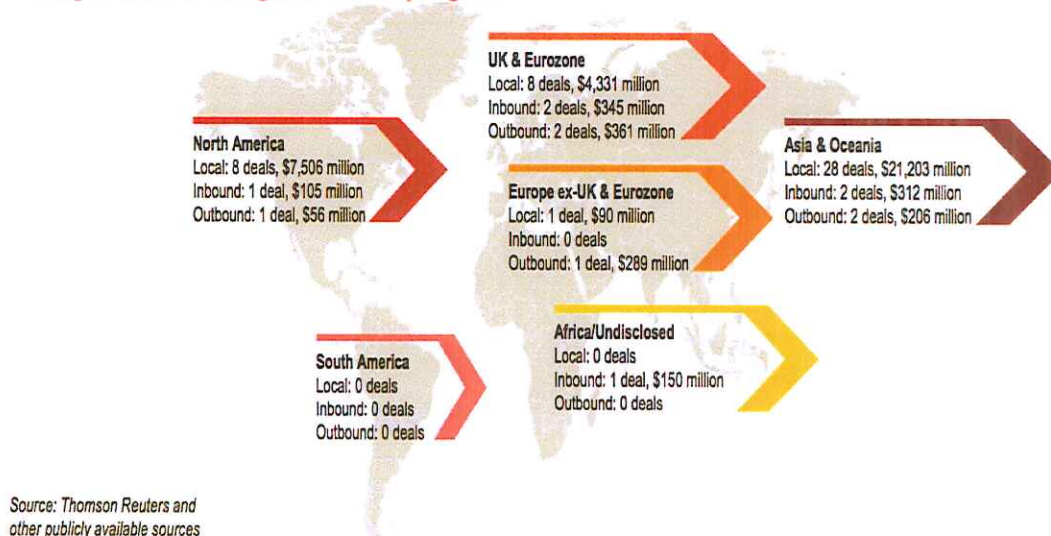 UK & Eurozone
Local: 8 deals, $4,331 million
Inbound: 2 deals, $345 million
Outbound: 2 deals, $361 million
North America
Local: 8 deals, $7,506 million
Inbound: 1 deal, $105 million
Outbound: 1 deal, $56 million
Asia & Oceania
Local: 28 deals, $21,203 million
Inbound: 2 deals, $312 million
Outbound: 2 deals, $206 million
Europe ex-UK & Eurozone
Local: 1 deal, $90 million
Inbound: 0 deals
Outbound: 1 deal, $289 million
Africa/Undisclosed
Local: 0 deals
Inbound: 1 deal, $150 million
Outbound: 0 deals
South America
Local: 0 deals
Inbound: 0 deals
Outbound: 0 deals
Source: Thomson Reuters and
other publicly available sources